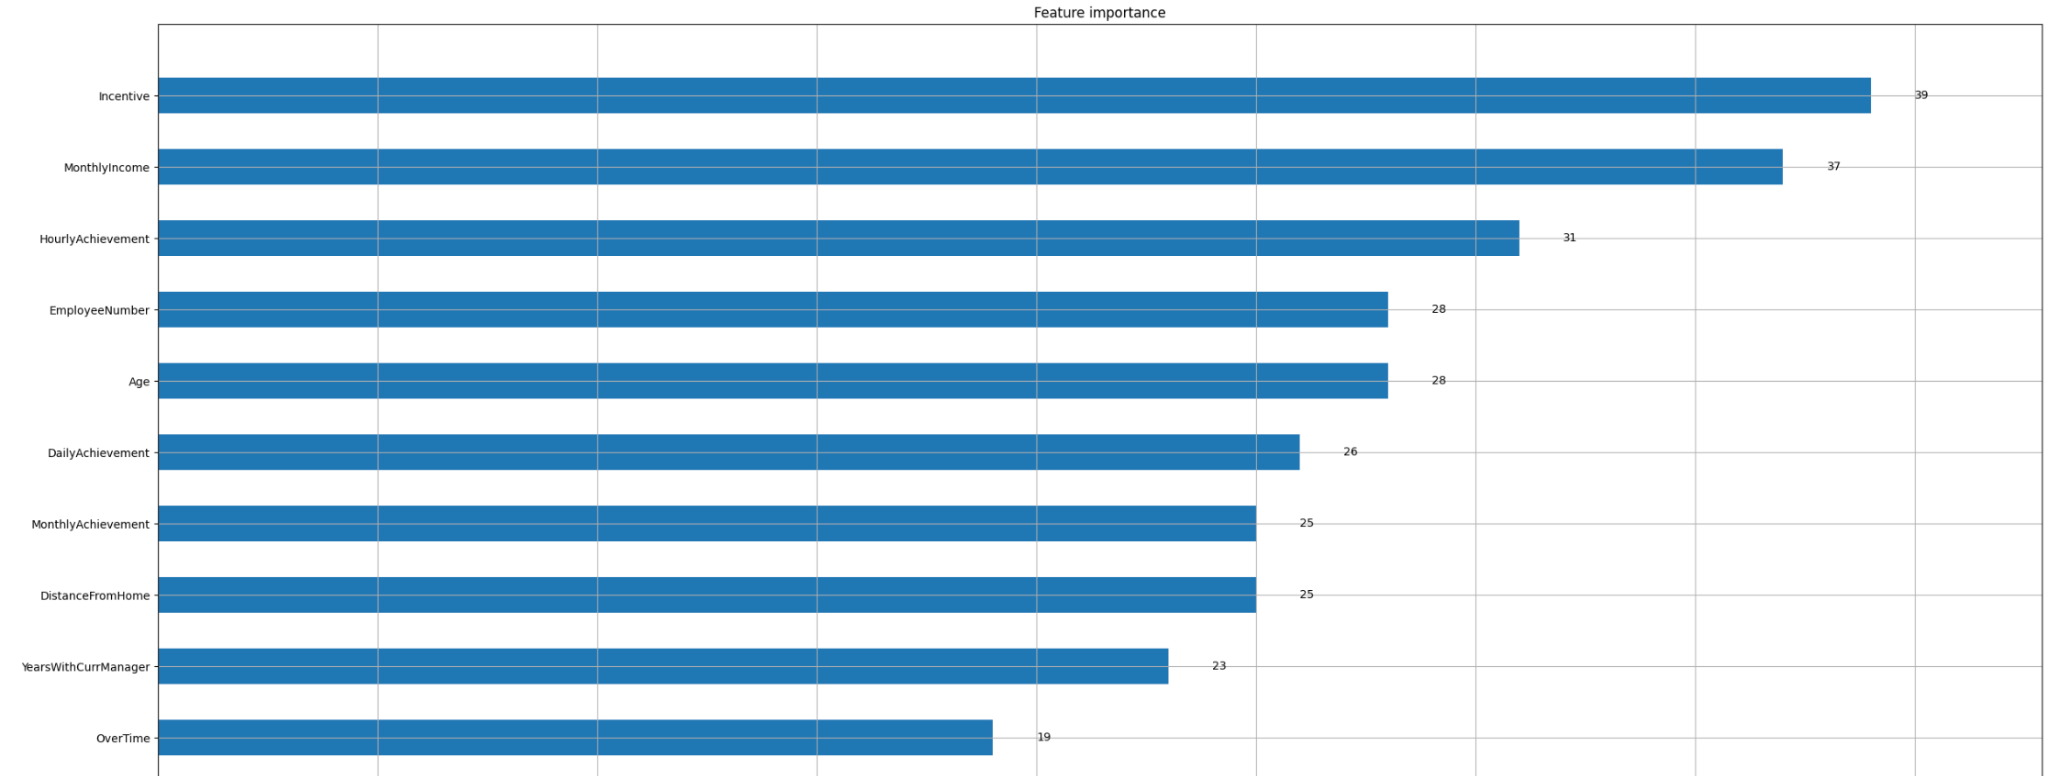 Feature importance
Incentive 39
MonthlyIncome 37
HourlyAchievement 31
EmployeeNumber 28
Age 28
DailyAchievement 26
MonthlyAchievement 25
DistanceFromHome 25
YearsWithCurrManager 23
OverTime 19